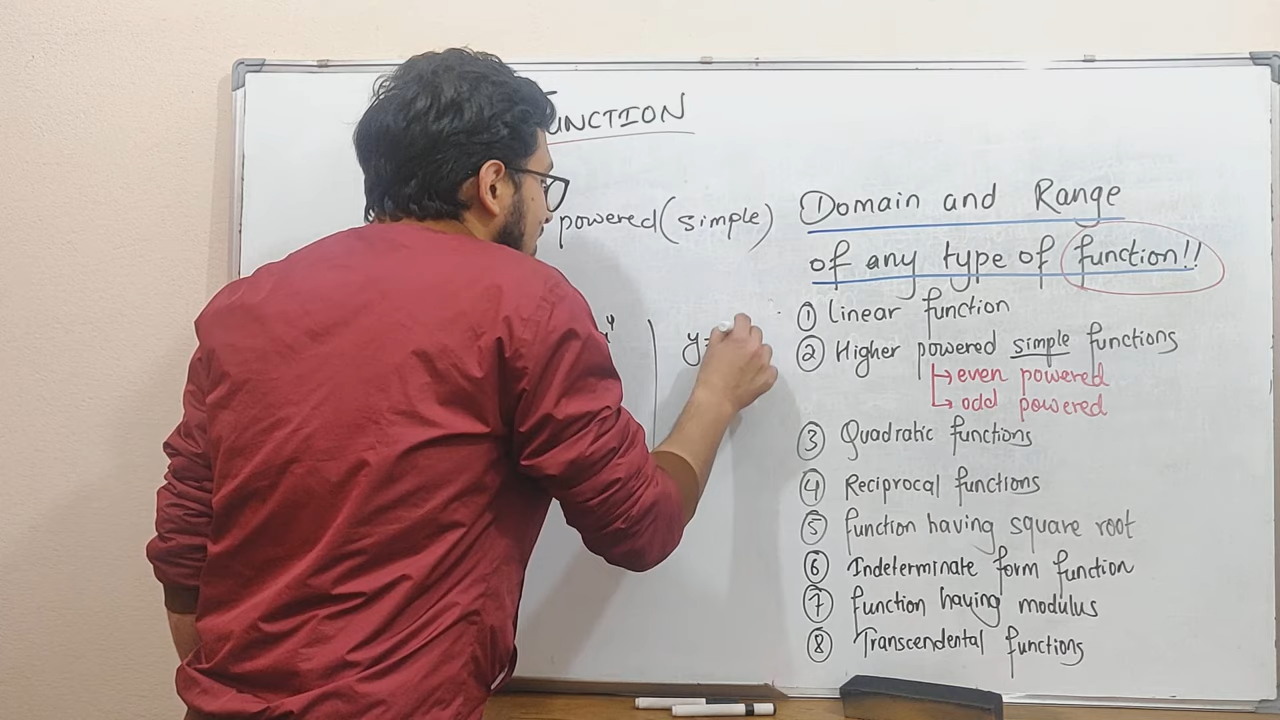 FUNCTION
powered (simple)
y=
Domain and Range
of any type of function!!
① linear function
② Higher powered simple functions
↳ even powered
↳ odd powered
③ Quadratic functions
④ Reciprocal functions
⑤ function having square root
⑥ Indeterminate form function
⑦ function having modulus
⑧ Transcendental functions